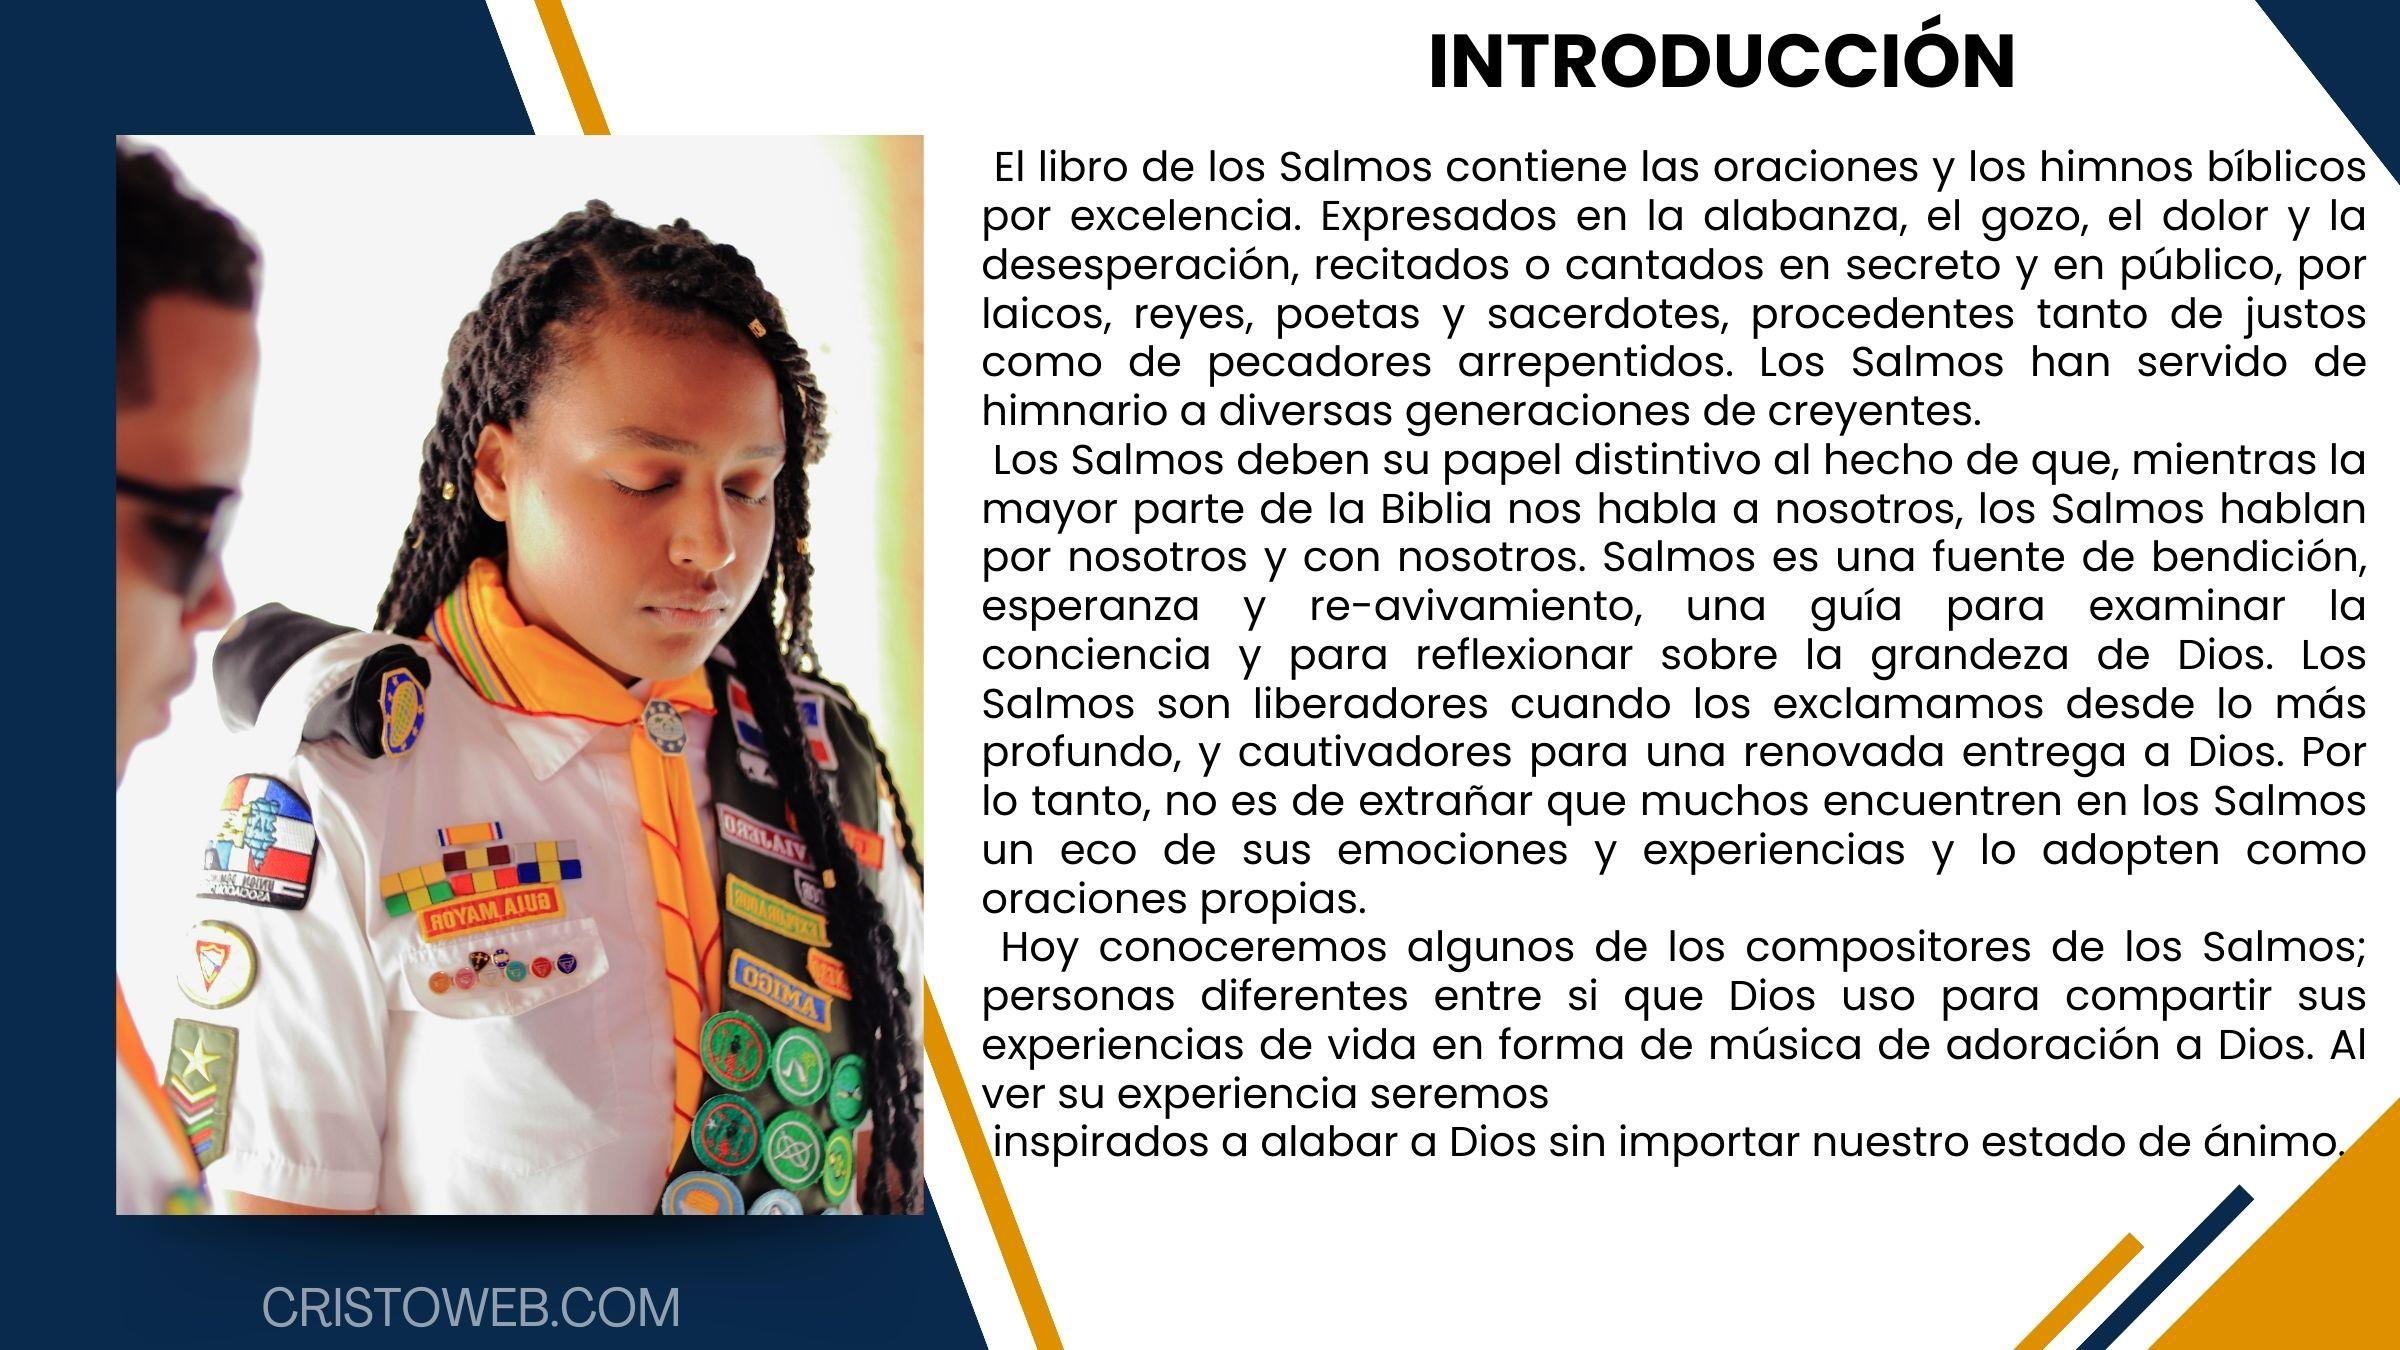 INTRODUCCIÓN
El libro de los Salmos contiene las oraciones y los himnos bíblicos
por excelencia. Expresados en la alabanza, el gozo, el dolor y la
desesperación, recitados o cantados en secreto y en público, por
laicos, reyes, poetas y sacerdotes, procedentes tanto de justos
como de pecadores arrepentidos. Los Salmos han servido de
himnario a diversas generaciones de creyentes.
Los Salmos deben su papel distintivo al hecho de que, mientras la
mayor parte de la Biblia nos habla a nosotros, los Salmos hablan
por nosotros y con nosotros. Salmos es una fuente de bendición,
esperanza y re-avivamiento, una guía para examinar la
conciencia y para reflexionar sobre la grandeza de Dios. Los
Salmos son liberadores cuando los exclamamos desde lo más
profundo, y cautivadores para una renovada entrega a Dios. Por
lo tanto, no es de extrañar que muchos encuentren en los Salmos
un eco de sus emociones y experiencias y lo adopten como
oraciones propias.
Hoy conoceremos algunos de los compositores de los Salmos;
personas diferentes entre si que Dios uso para compartir sus
experiencias de vida en forma de música de adoración a Dios. Al
ver su experiencia seremos
inspirados a alabar a Dios sin importar nuestro estado de ánimo.
VIAJERO
GUIA MAYOR
EXPLORADOR
AMIGO
CRISTOWEB.COM